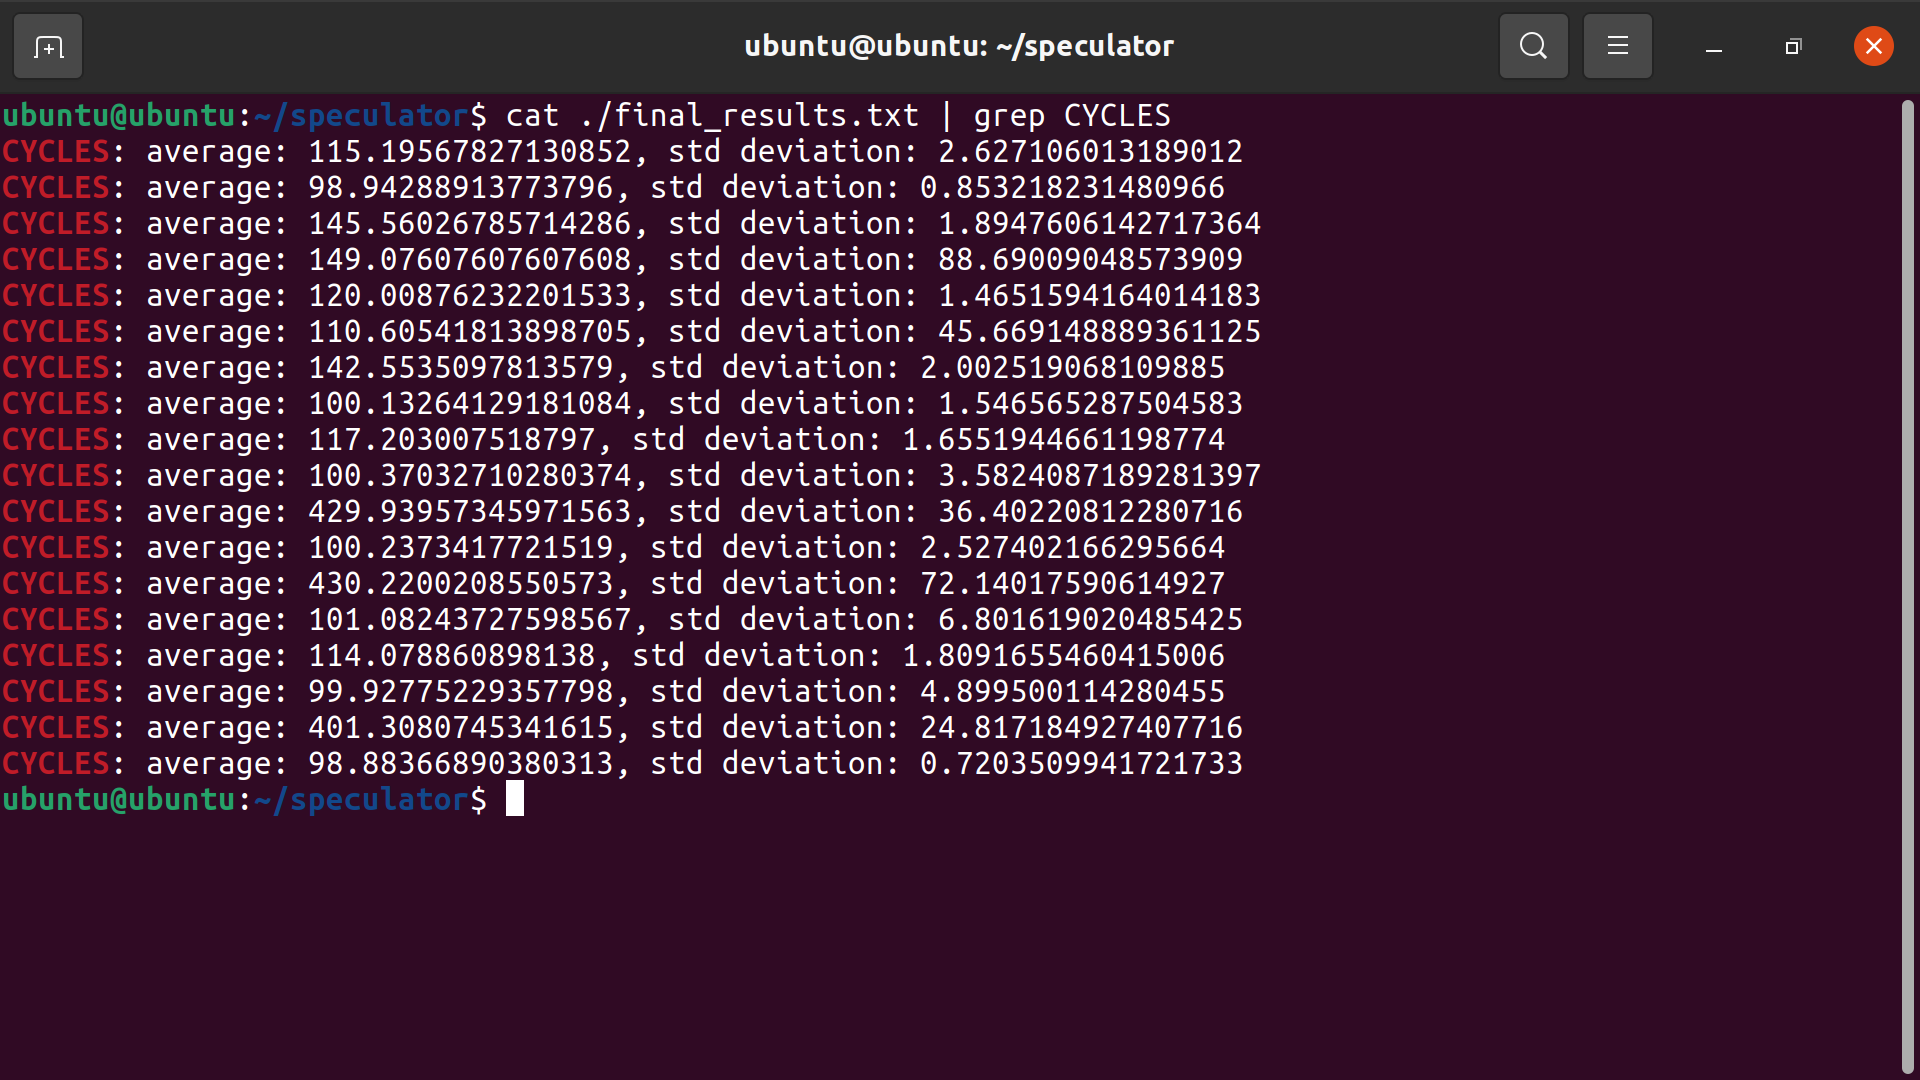 ubuntu@ubuntu: ~/speculator
ubuntu@ubuntu:~/speculator$ cat ./final_results.txt | grep CYCLES
CYCLES: average: 115.19567827130852, std deviation: 2.627106013189012
CYCLES: average: 98.94288913773796, std deviation: 0.853218231480966
CYCLES: average: 145.56026785714286, std deviation: 1.8947606142717364
CYCLES: average: 149.07607607607608, std deviation: 88.69009048573909
CYCLES: average: 120.00876232201533, std deviation: 1.4651594164014183
CYCLES: average: 110.60541813898705, std deviation: 45.669148889361125
CYCLES: average: 142.5535097813579, std deviation: 2.002519068109885
CYCLES: average: 100.13264129181084, std deviation: 1.546565287504583
CYCLES: average: 117.203007518797, std deviation: 1.6551944661198774
CYCLES: average: 100.37032710280374, std deviation: 3.5824087189281397
CYCLES: average: 429.93957345971563, std deviation: 36.40220812280716
CYCLES: average: 100.2373417721519, std deviation: 2.527402166295664
CYCLES: average: 430.2200208550573, std deviation: 72.14017590614927
CYCLES: average: 101.08243727598567, std deviation: 6.801619020485425
CYCLES: average: 114.078860898138, std deviation: 1.8091655460415006
CYCLES: average: 99.92775229357798, std deviation: 4.899500114280455
CYCLES: average: 401.3080745341615, std deviation: 24.817184927407716
CYCLES: average: 98.88366890380313, std deviation: 0.7203509941721733
ubuntu@ubuntu:~/speculator$